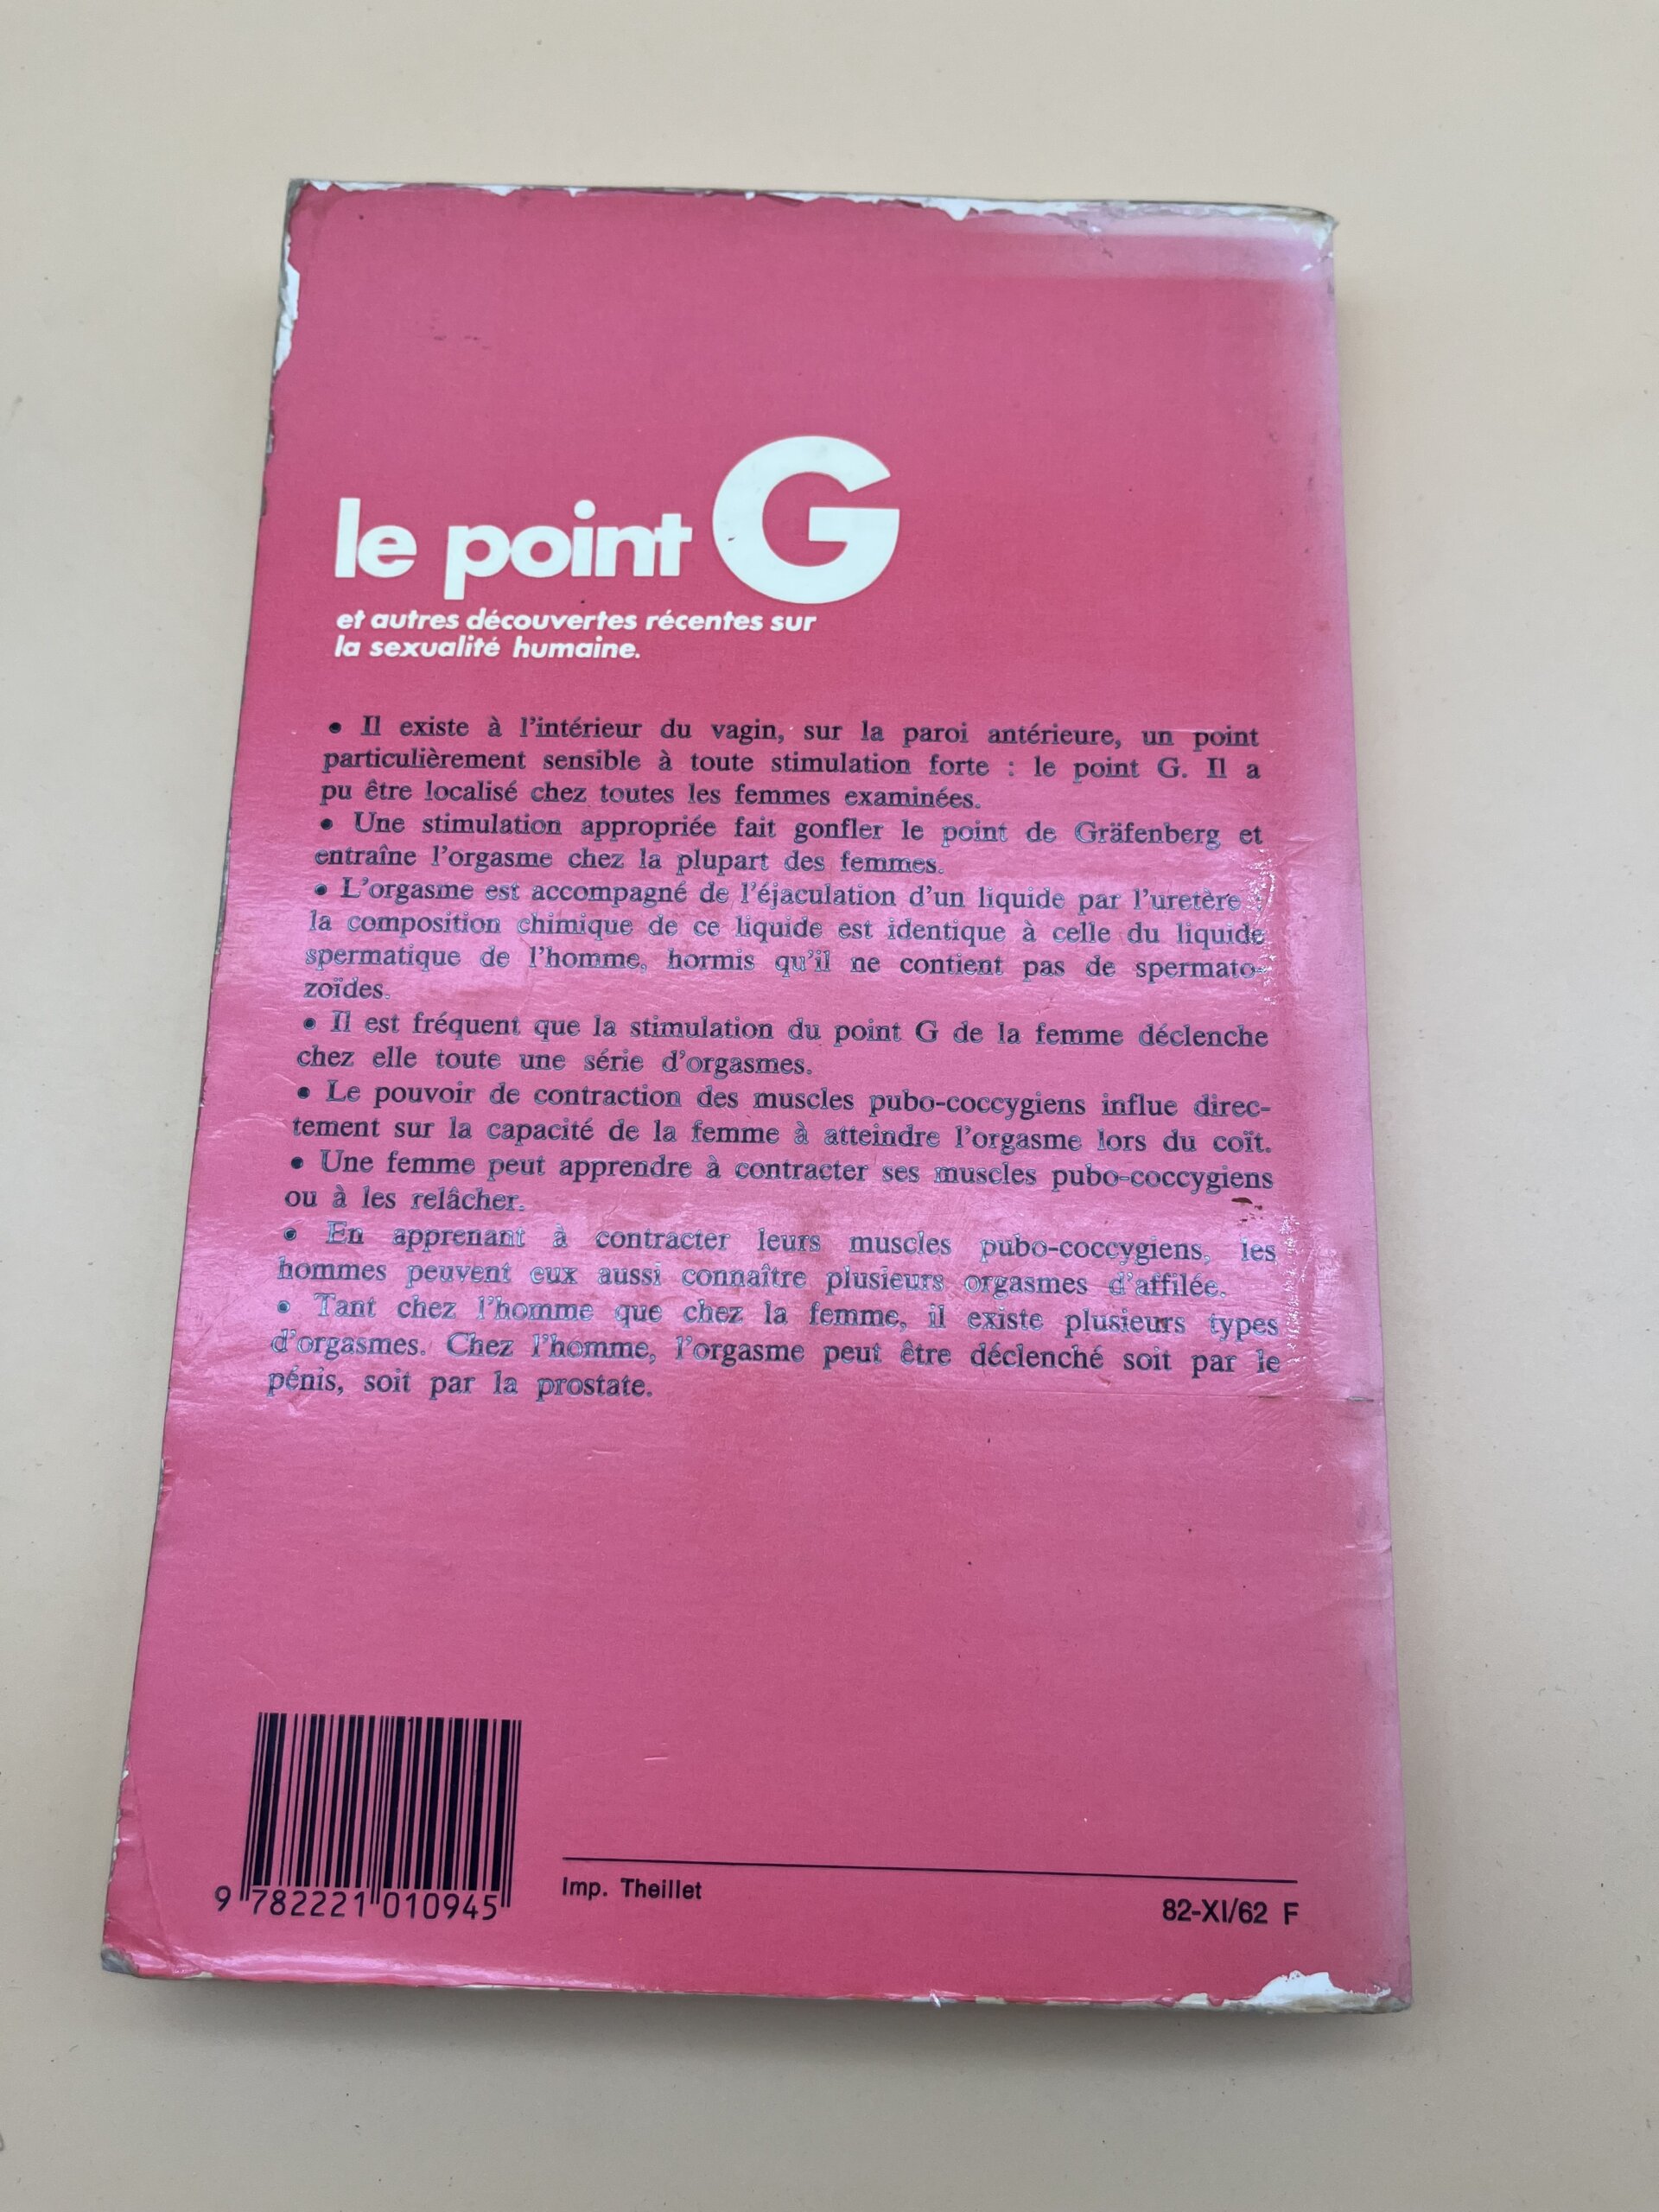 le point G
et autres découvertes récentes sur
la sexualité humaine.
• Il existe à l'intérieur du vagin, sur la paroi antérieure, un point
particulièrement sensible à toute stimulation forte : le point G. Il a
pu être localisé chez toutes les femmes examinées.
• Une stimulation appropriée fait gonfler le point de Gräfenberg et
entraîne l'orgasme chez la plupart des femmes.
• L'orgasme est accompagné de l'éjaculation d'un liquide par l'uretère ;
la composition chimique de ce liquide est identique à celle du liquide
spermatique de l'homme, hormis qu'il ne contient pas de spermato-
zoïdes.
• Il est fréquent que la stimulation du point G de la femme déclenche
chez elle toute une série d'orgasmes.
• Le pouvoir de contraction des muscles pubo-coccygiens influe direc-
tement sur la capacité de la femme à atteindre l'orgasme lors du coït.
• Une femme peut apprendre à contracter ses muscles pubo-coccygiens
ou à les relâcher.
• En apprenant à contracter leurs muscles pubo-coccygiens, les
hommes peuvent eux aussi connaître plusieurs orgasmes d'affilée.
• Tant chez l'homme que chez la femme, il existe plusieurs types
d'orgasmes. Chez l'homme, l'orgasme peut être déclenché soit par le
pénis, soit par la prostate.
9 782221 010945
Imp. Theillet
82-XI/62 F